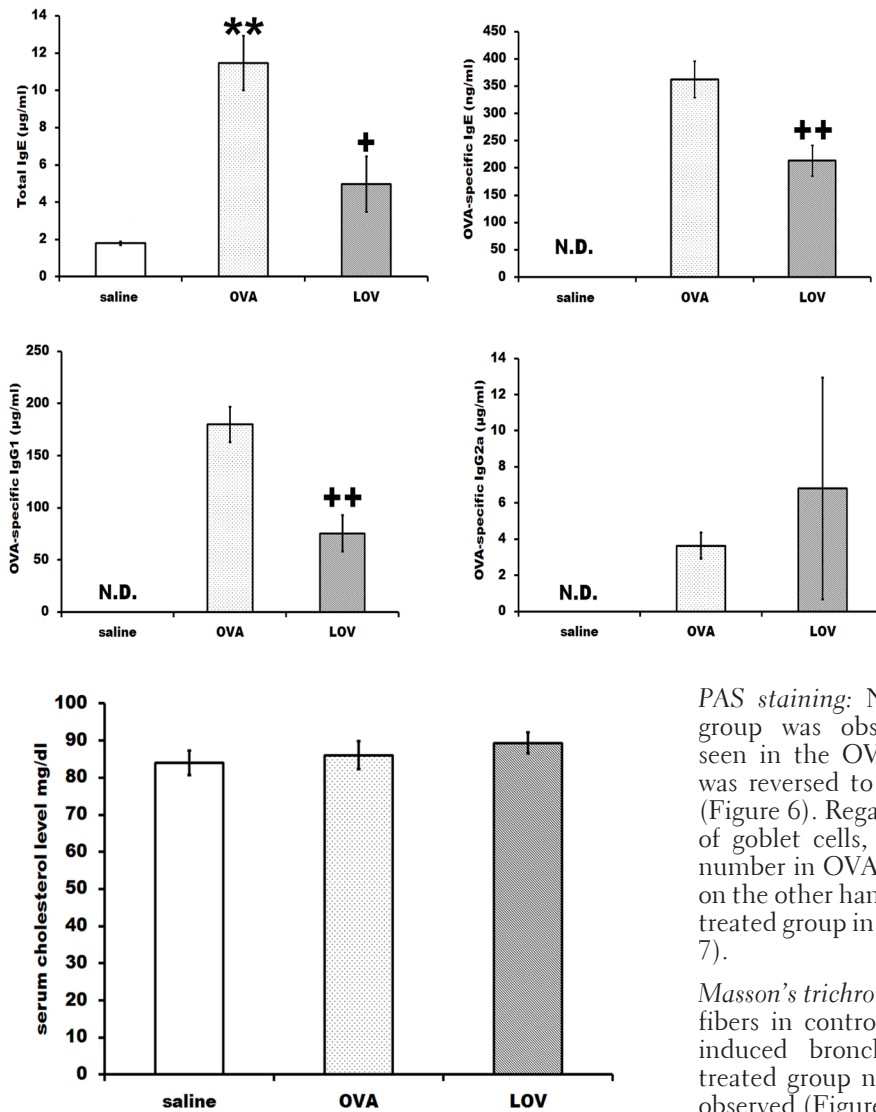 14
12
10
8
6
4
2
0
Total IgE (µg/ml)
**
+
saline OVA LOV
450
400
350
300
250
200
150
100
50
0
OVA-specific IgE (ng/ml)
N.D.
++
saline OVA LOV
250
200
150
100
50
0
OVA-specific IgG1 (µg/ml)
N.D.
++
saline OVA LOV
14
12
10
8
6
4
2
0
OVA-specific IgG2a (µg/ml)
N.D.
saline OVA LOV
100
90
80
70
60
50
40
30
20
10
0
serum cholesterol level mg/dl
saline OVA LOV
PAS staining: N
group was obs
seen in the OV
was reversed to
(Figure 6). Rega
of goblet cells,
number in OVA
on the other han
treated group in
7).
Masson's trichro
fibers in contro
induced bronch
treated group n
observed (Figure